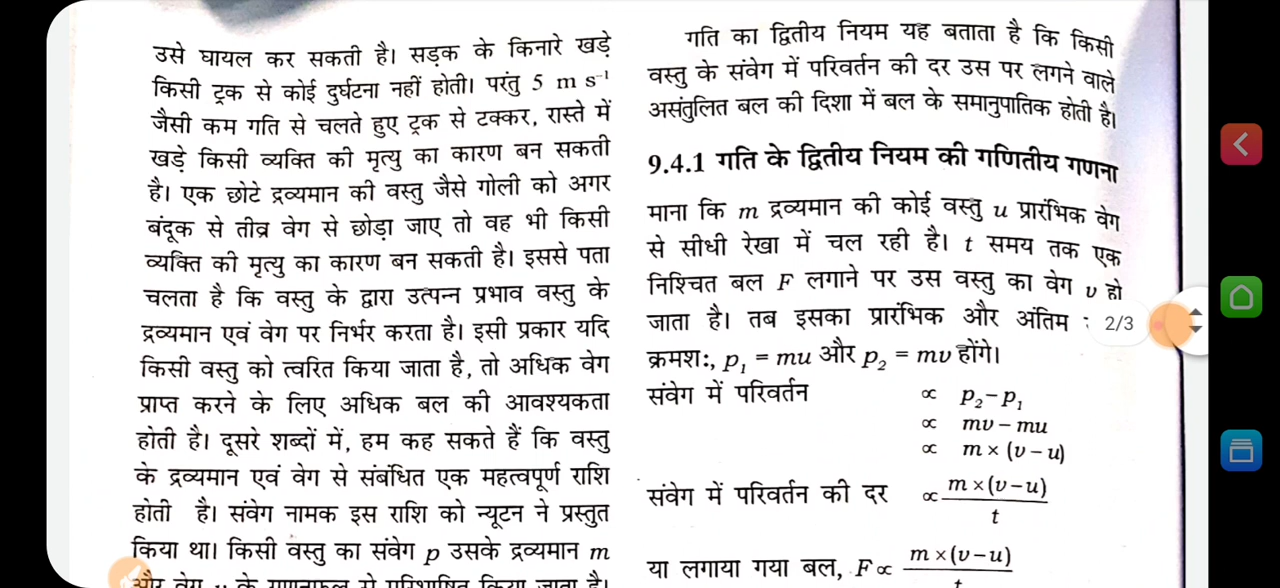 उसे घायल कर सकती है। सड़क के किनारे खड़े
किसी ट्रक से कोई दुर्घटना नहीं होती। परंतु 5 m s⁻¹
जैसी कम गति से चलते हुए ट्रक से टक्कर, रास्ते में
खड़े किसी व्यक्ति की मृत्यु का कारण बन सकती
है। एक छोटे द्रव्यमान की वस्तु जैसे गोली को अगर
बंदूक से तीव्र वेग से छोड़ा जाए तो वह भी किसी
व्यक्ति की मृत्यु का कारण बन सकती है। इससे पता
चलता है कि वस्तु के द्वारा उत्पन्न प्रभाव वस्तु के
द्रव्यमान एवं वेग पर निर्भर करता है। इसी प्रकार यदि
किसी वस्तु को त्वरित किया जाता है, तो अधिक वेग
प्राप्त करने के लिए अधिक बल की आवश्यकता
होती है। दूसरे शब्दों में, हम कह सकते हैं कि वस्तु
के द्रव्यमान एवं वेग से संबंधित एक महत्वपूर्ण राशि
होती है। संवेग नामक इस राशि को न्यूटन ने प्रस्तुत
किया था। किसी वस्तु का संवेग p उसके द्रव्यमान m
और वेग के गुणनफल से परिभाषित किया जाता है।
गति का द्वितीय नियम यह बताता है कि किसी
वस्तु के संवेग में परिवर्तन की दर उस पर लगने वाले
असंतुलित बल की दिशा में बल के समानुपातिक होती है।
9.4.1 गति के द्वितीय नियम की गणितीय गणना
माना कि m द्रव्यमान की कोई वस्तु u प्रारंभिक वेग
से सीधी रेखा में चल रही है। t समय तक एक
निश्चित बल F लगाने पर उस वस्तु का वेग v हो
जाता है। तब इसका प्रारंभिक और अंतिम
2/3
क्रमश:, p₁ = mu और p₂ = mv होंगे।
संवेग में परिवर्तन ∝ p₂–p₁
∝ mv – mu
∝ m × (v – u)
संवेग में परिवर्तन की दर ∝ m ×(v–u)
t
या लगाया गया बल, F∝ m ×(v–u)
t